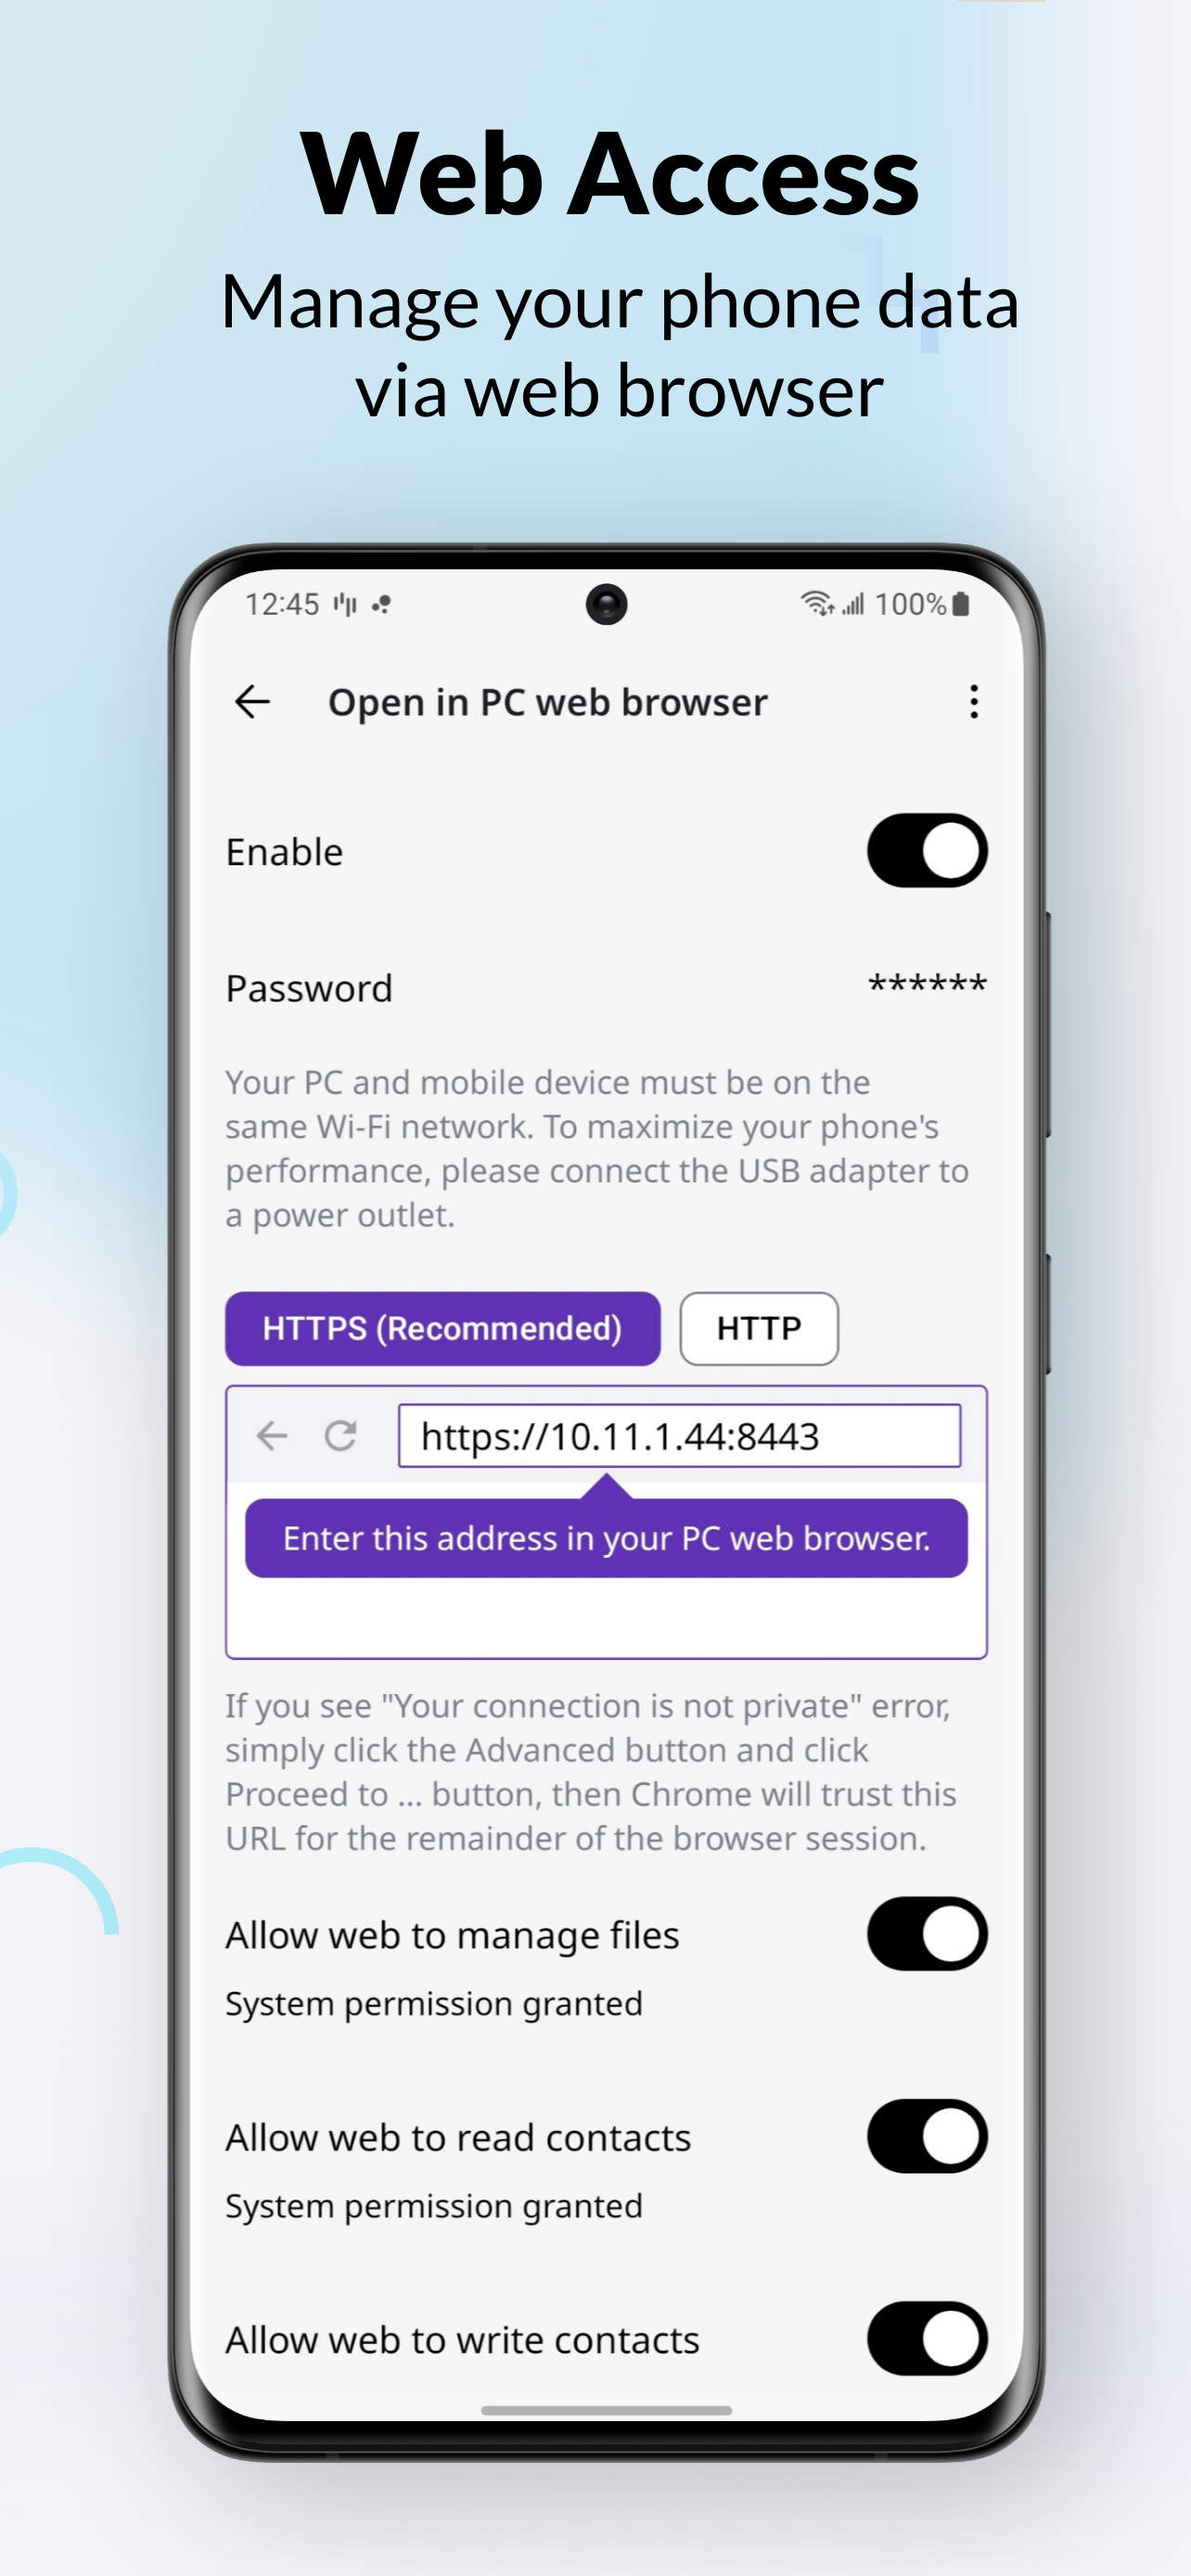 Web Access
Manage your phone data
via web browser
12:45
100%
Open in PC web browser
Enable
Password
******
Your PC and mobile device must be on the
same Wi-Fi network. To maximize your phone's
performance, please connect the USB adapter to
a power outlet.
HTTPS (Recommended)
HTTP
https://10.11.1.44:8443
Enter this address in your PC web browser.
If you see "Your connection is not private" error,
simply click the Advanced button and click
Proceed to ... button, then Chrome will trust this
URL for the remainder of the browser session.
Allow web to manage files
System permission granted
Allow web to read contacts
System permission granted
Allow web to write contacts